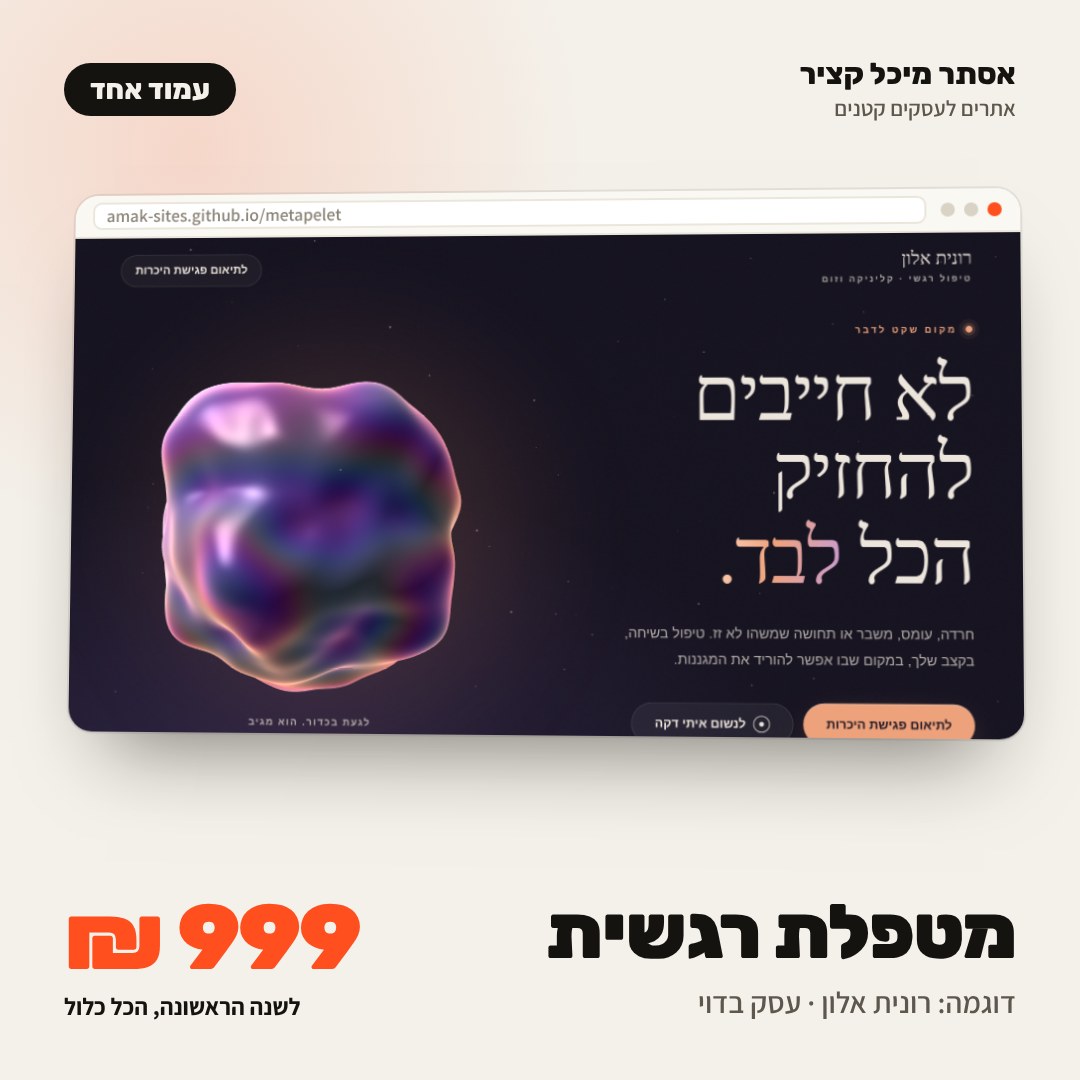 אסתר מיכל קציר
אתרים לעסקים קטנים
עמוד אחד
amak-sites.github.io/metapelet
רונית אלון
טיפול רגשי · קליניקה וזום
לתיאום פגישת היכרות
מקום שקט לדבר
לא חייבים
להחזיק
הכל לבד.
חרדה, עומס, משבר או תחושה שמשהו לא זז. טיפול בשיחה,
בקצב שלך, במקום שבו אפשר להוריד את המגננות.
לתיאום פגישת היכרות
לנשום איתי דקה
לגעת בכדור. הוא מגיב
מטפלת רגשית
דוגמה: רונית אלון · עסק בדוי
999 ₪
לשנה הראשונה, הכל כלול